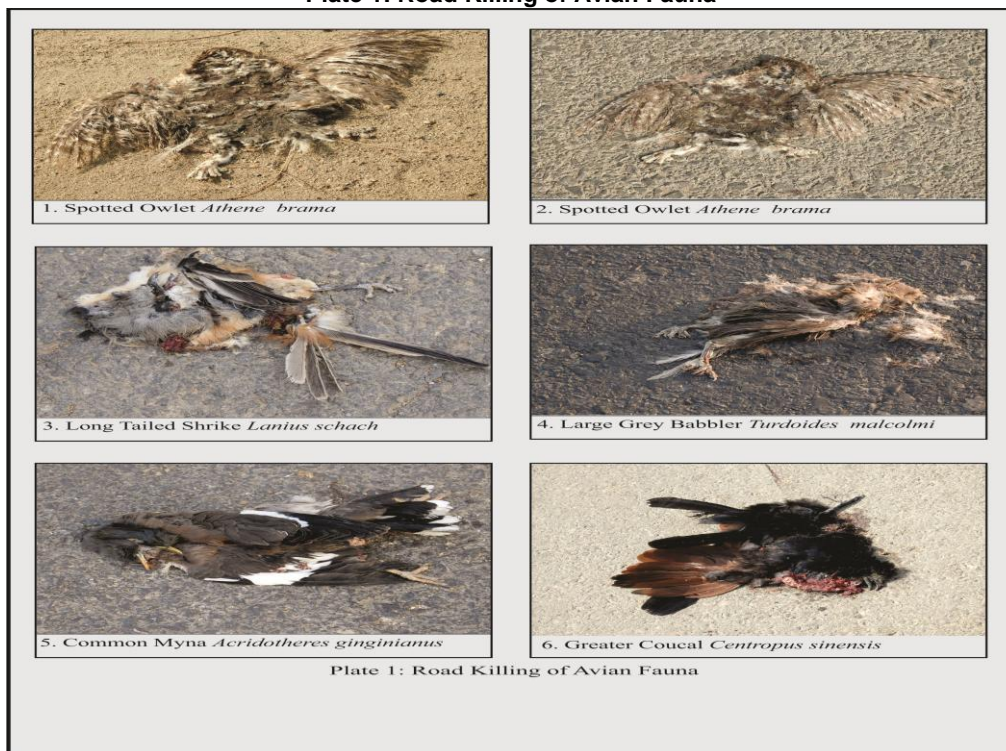 Plate 1: Road Killing of Avian Fauna
1. Spotted Owlet Athene brama
2. Spotted Owlet Athene brama
3. Long Tailed Shrike Lanius schach
4. Large Grey Babbler Turdoides malcolmi
5. Common Myna Acridotheres ginginianus
6. Greater Coucal Centropus sinensis
Plate 1: Road Killing of Avian Fauna